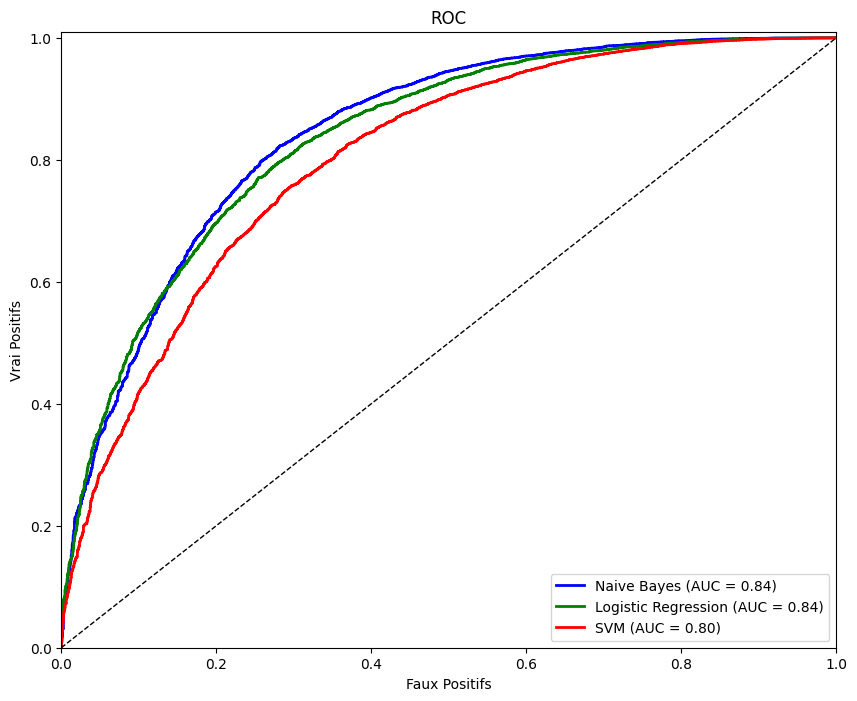 ROC
1.0
0.8
0.6
0.4
0.2
0.0
Vrai Positifs
0.0 0.2 0.4 0.6 0.8 1.0
Faux Positifs
Naive Bayes (AUC = 0.84)
Logistic Regression (AUC = 0.84)
SVM (AUC = 0.80)